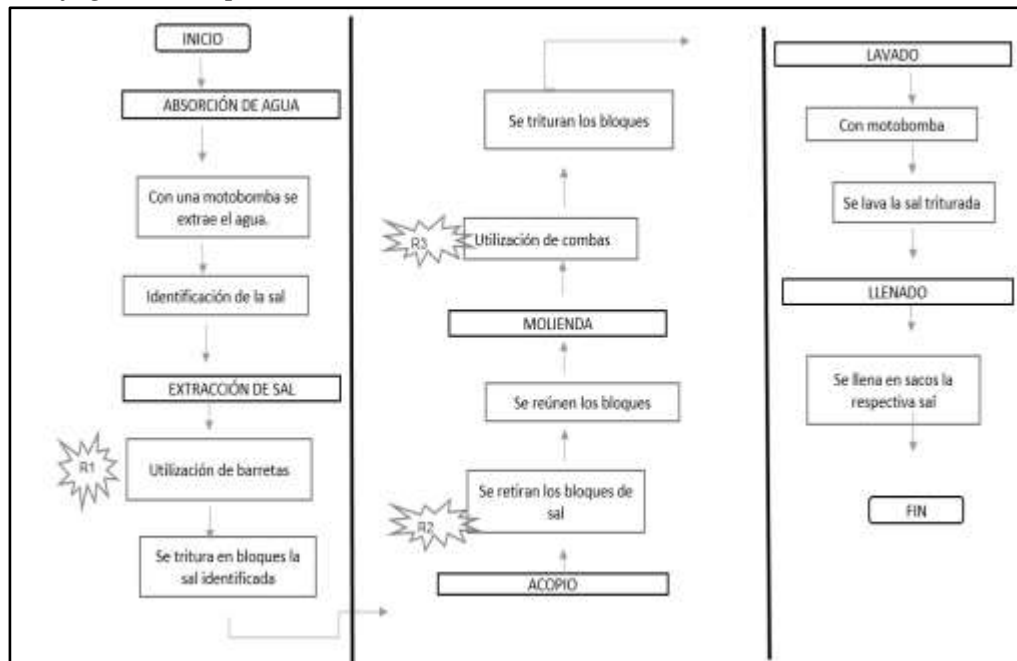 INICIO
ABSORCIÓN DE AGUA
Con una motobomba se
extrae el agua.
Identificación de la sal
EXTRACCIÓN DE SAL
R1
Utilización de barretas
Se tritura en bloques la
sal identificada
Se trituran los bloques
R3
Utilización de combas
MOLIENDA
Se reúnen los bloques
Se retiran los bloques de
sal
R2
ACOPIO
LAVADO
Con motobomba
Se lava la sal triturada
LLENADO
Se llena en sacos la
respectiva sal
FIN